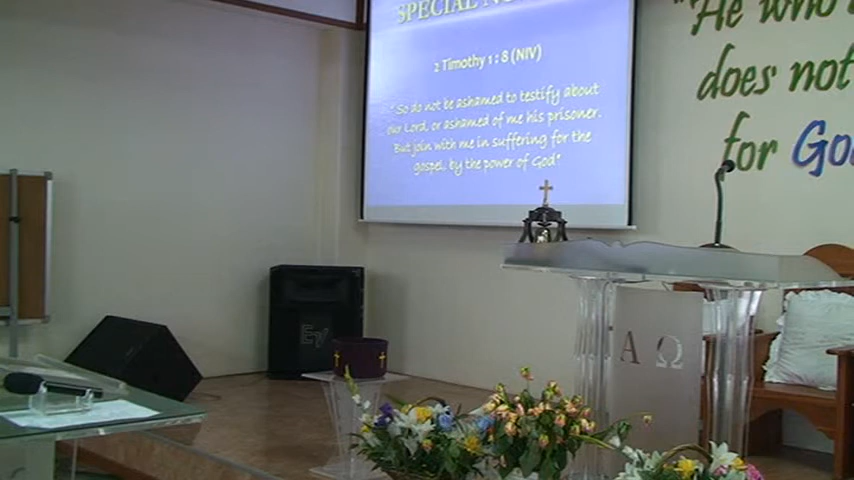 SPECIAL
2 Timothy 1 : 8 (NIV)
" So do not be ashamed to testify about
our Lord, or ashamed of me his prisoner.
But join with me in suffering for the
gospel, by the power of God"
"He who
does not
for
EV
Α Ω